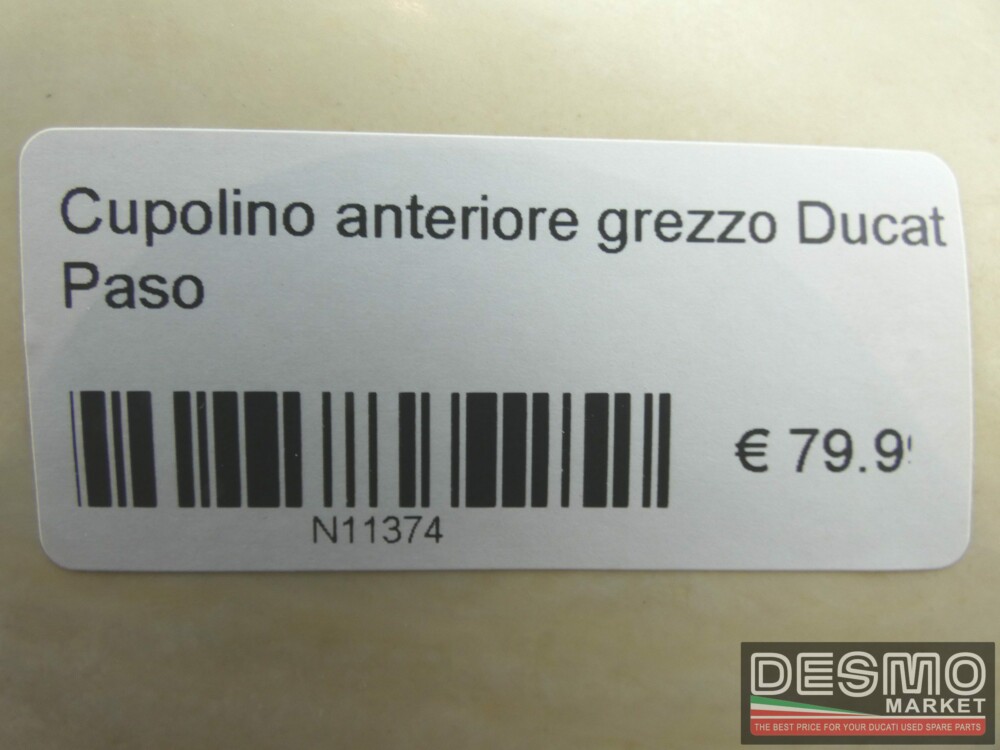 Cupolino anteriore grezzo Ducat
Paso
€ 79.9
N11374
DESMO
MARKET
THE BEST PRICE FOR YOUR DUCATI USED SPARE PARTS